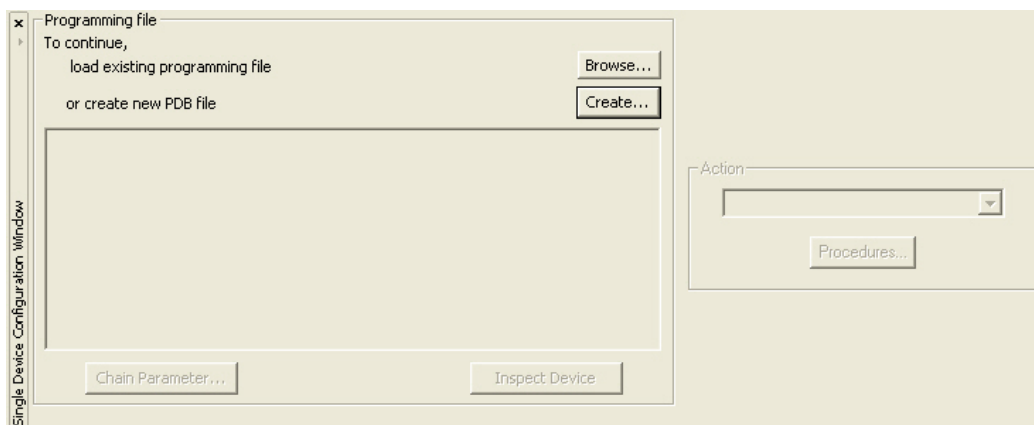 Programming file
To continue,
load existing programming file
Browse...
or create new PDB file
Create...
Action
Procedures...
Chain Parameter...
Inspect Device
Single Device Configuration Window